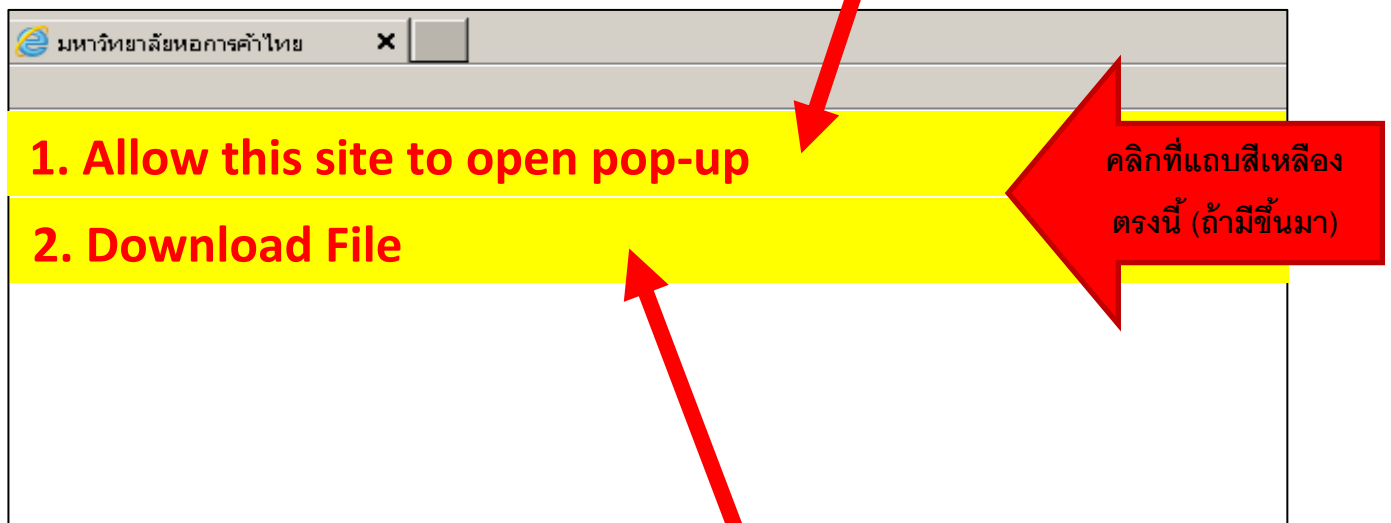 มหาวิทยาลัยหอการค้าไทย
1. Allow this site to open pop-up
2. Download File
คลิกที่แถบสีเหลือง
ตรงนี้ (ถ้ามีขึ้นมา)